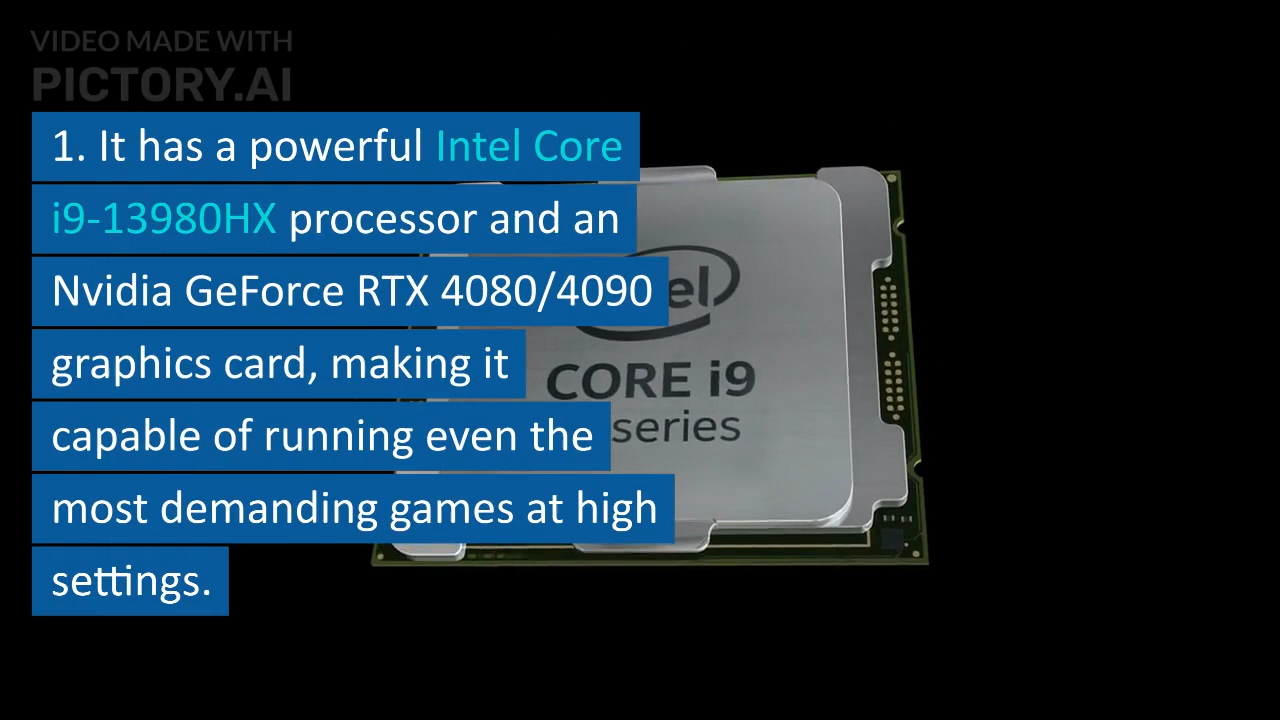 VIDEO MADE WITH
PICTORY.AI
1. It has a powerful Intel Core
i9-13980HX processor and an
Nvidia GeForce RTX 4080/4090
graphics card, making it
capable of running even the
most demanding games at high
settings.
el
CORE i9
series